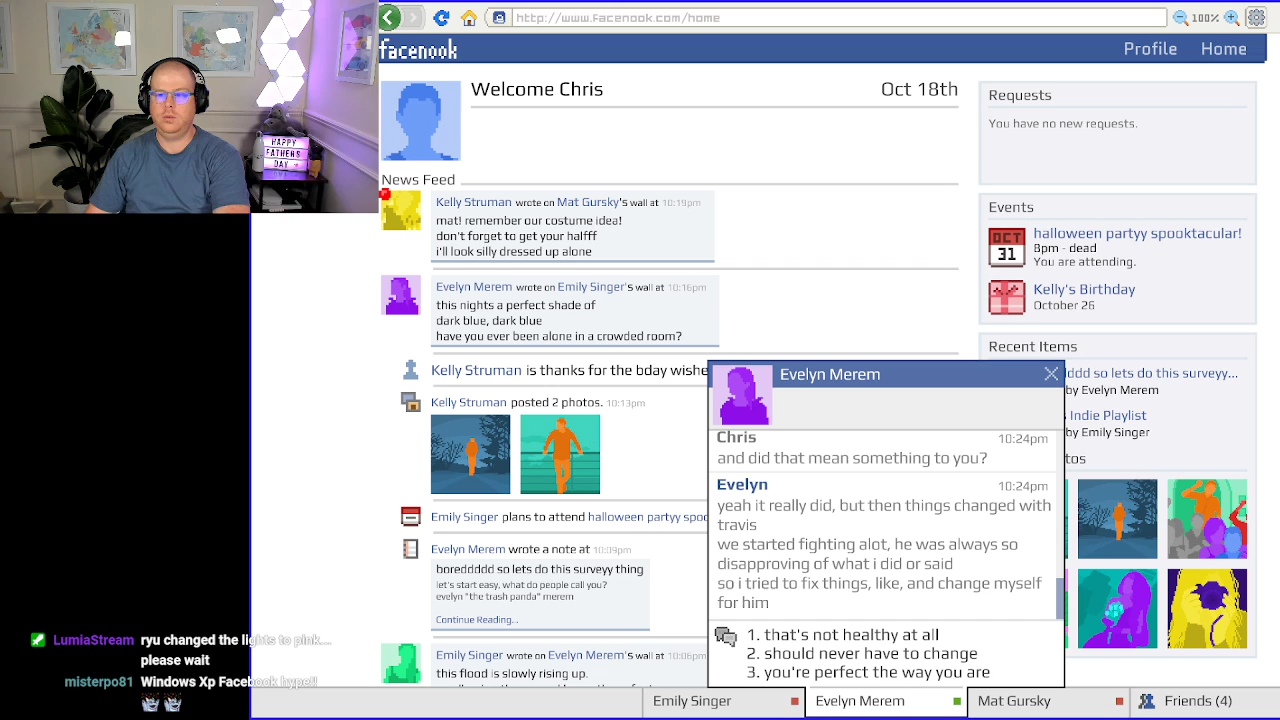 http://www.facenook.com/home
100%
facenook
Profile Home
Welcome Chris
Oct 18th
News Feed
Kelly Struman wrote on Mat Gursky's wall at 10:19pm
mat! remember our costume idea!
don't forget to get your halfff
i'll look silly dressed up alone
Evelyn Merem wrote on Emily Singer's wall at 10:16pm
this nights a perfect shade of
dark blue, dark blue
have you ever been alone in a crowded room?
Kelly Struman is thanks for the bday wishe
Kelly Struman posted 2 photos. 10:13pm
Emily Singer plans to attend halloween partyy spoo
Evelyn Merem wrote a note at 10:09pm
boreddddd so lets do this surveyy thing
let's start easy, what do people call you?
evelyn "the trash panda" merem
Continue Reading...
Emily Singer wrote on Evelyn Merem's wall at 10:06pm
this flood is slowly rising up.
Requests
You have no new requests.
Events
OCT
31
halloween partyy spooktacular!
8pm - dead
You are attending.
Kelly's Birthday
October 26
Recent Items
dddd so lets do this surveyy...
by Evelyn Merem
Indie Playlist
by Emily Singer
tos
Evelyn Merem
Chris 10:24pm
and did that mean something to you?
Evelyn 10:24pm
yeah it really did, but then things changed with
travis
we started fighting alot, he was always so
disapproving of what i did or said
so i tried to fix things, like, and change myself
for him
1. that's not healthy at all
2. should never have to change
3. you're perfect the way you are
Emily Singer
Evelyn Merem
Mat Gursky
Friends (4)
HAPPY
FATHERS
DAY
LumiaStream ryu changed the lights to pink....
please wait
misterpo81 Windows Xp Facebook hype!!